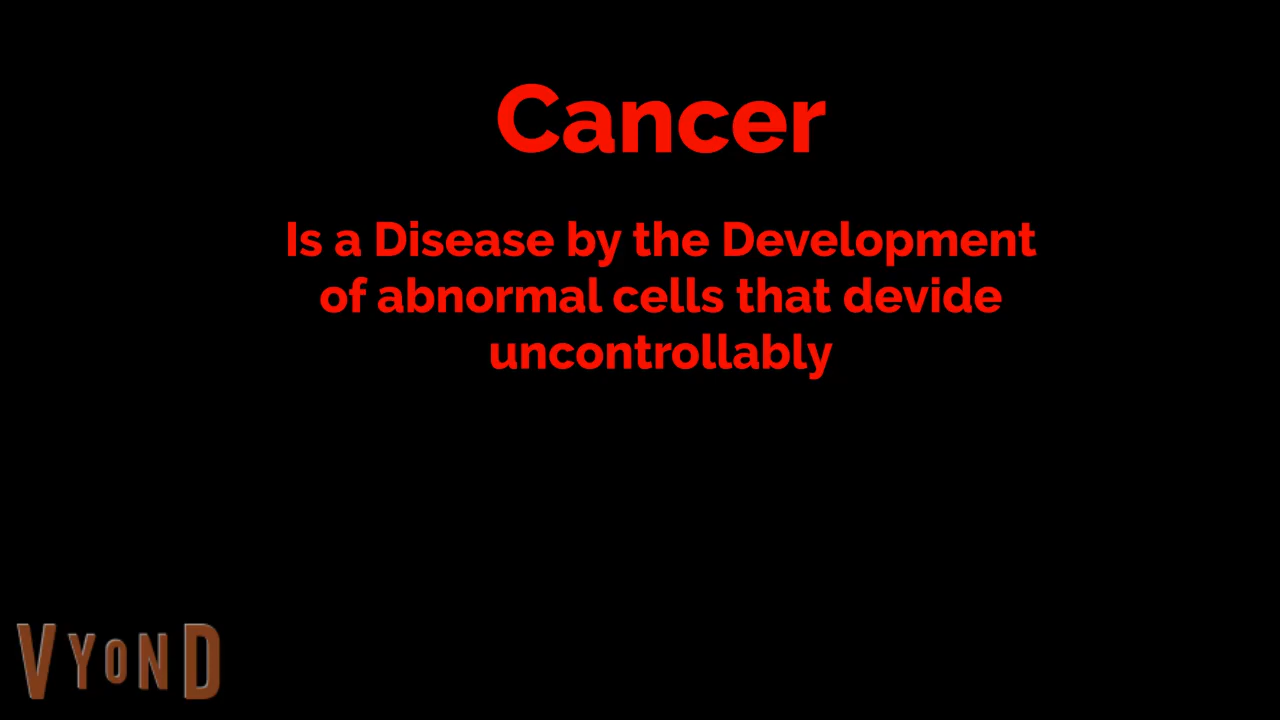 Cancer
Is a Disease by the Development
of abnormal cells that devide
uncontrollably
VYOND